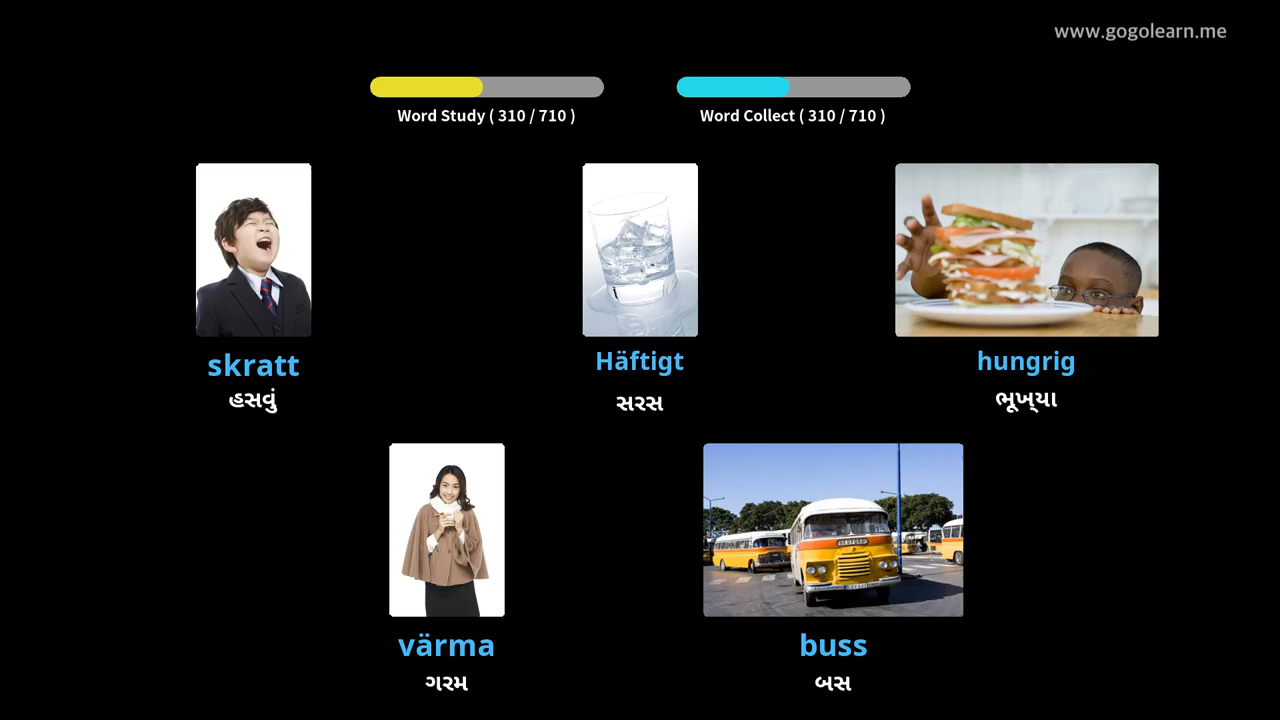 www.gogolearn.me
Word Study ( 310 / 710 )
Word Collect ( 310 / 710 )
skratt
હસવું
Häftigt
સરસ
hungrig
ભૂખ્યા
BEDFORD
värma
ગરમ
buss
બસ